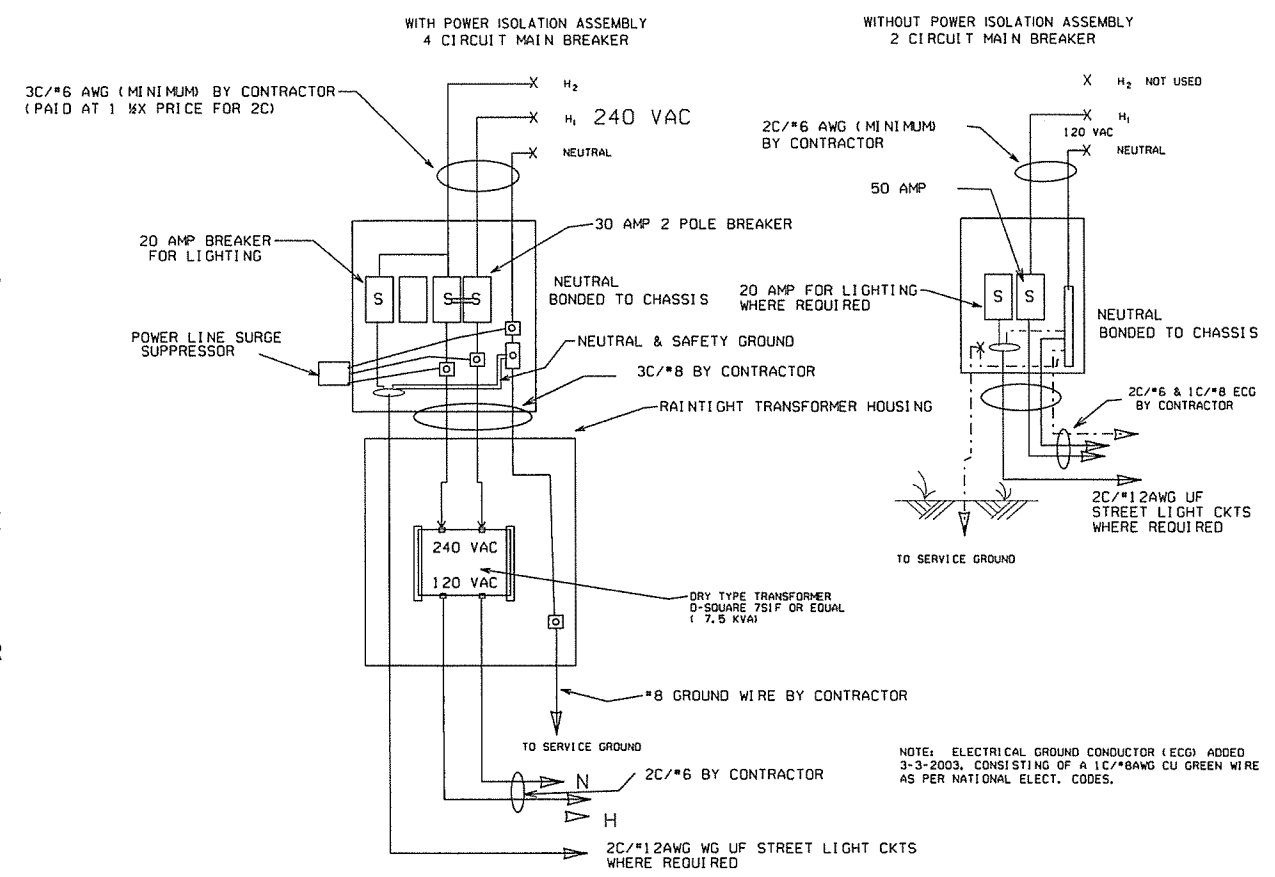 WITH POWER ISOLATION ASSEMBLY
4 CIRCUIT MAIN BREAKER
3C/#6 AWG (MINIMUM) BY CONTRACTOR
(PAID AT 1 ½X PRICE FOR 2C)
X H₂
X H₁ 240 VAC
X NEUTRAL
20 AMP BREAKER
FOR LIGHTING
30 AMP 2 POLE BREAKER
S S S
NEUTRAL
BONDED TO CHASSIS
POWER LINE SURGE
SUPPRESSOR
NEUTRAL & SAFETY GROUND
3C/#8 BY CONTRACTOR
RAINTIGHT TRANSFORMER HOUSING
240 VAC
120 VAC
DRY TYPE TRANSFORMER
D-SQUARE 7S1F OR EQUAL
( 7.5 KVA)
#8 GROUND WIRE BY CONTRACTOR
TO SERVICE GROUND
N
2C/#6 BY CONTRACTOR
H
2C/#12AWG WG UF STREET LIGHT CKTS
WHERE REQUIRED
WITHOUT POWER ISOLATION ASSEMBLY
2 CIRCUIT MAIN BREAKER
X H₂ NOT USED
X H₁
120 VAC
X NEUTRAL
2C/#6 AWG (MINIMUM)
BY CONTRACTOR
50 AMP
20 AMP FOR LIGHTING
WHERE REQUIRED
S S
NEUTRAL
BONDED TO CHASSIS
X
2C/#6 & 1C/#8 ECG
BY CONTRACTOR
2C/#12AWG UF
STREET LIGHT CKTS
WHERE REQUIRED
TO SERVICE GROUND
NOTE: ELECTRICAL GROUND CONDUCTOR (ECG) ADDED
3-3-2003, CONSISTING OF A 1C/#8AWG CU GREEN WIRE
AS PER NATIONAL ELECT. CODES.